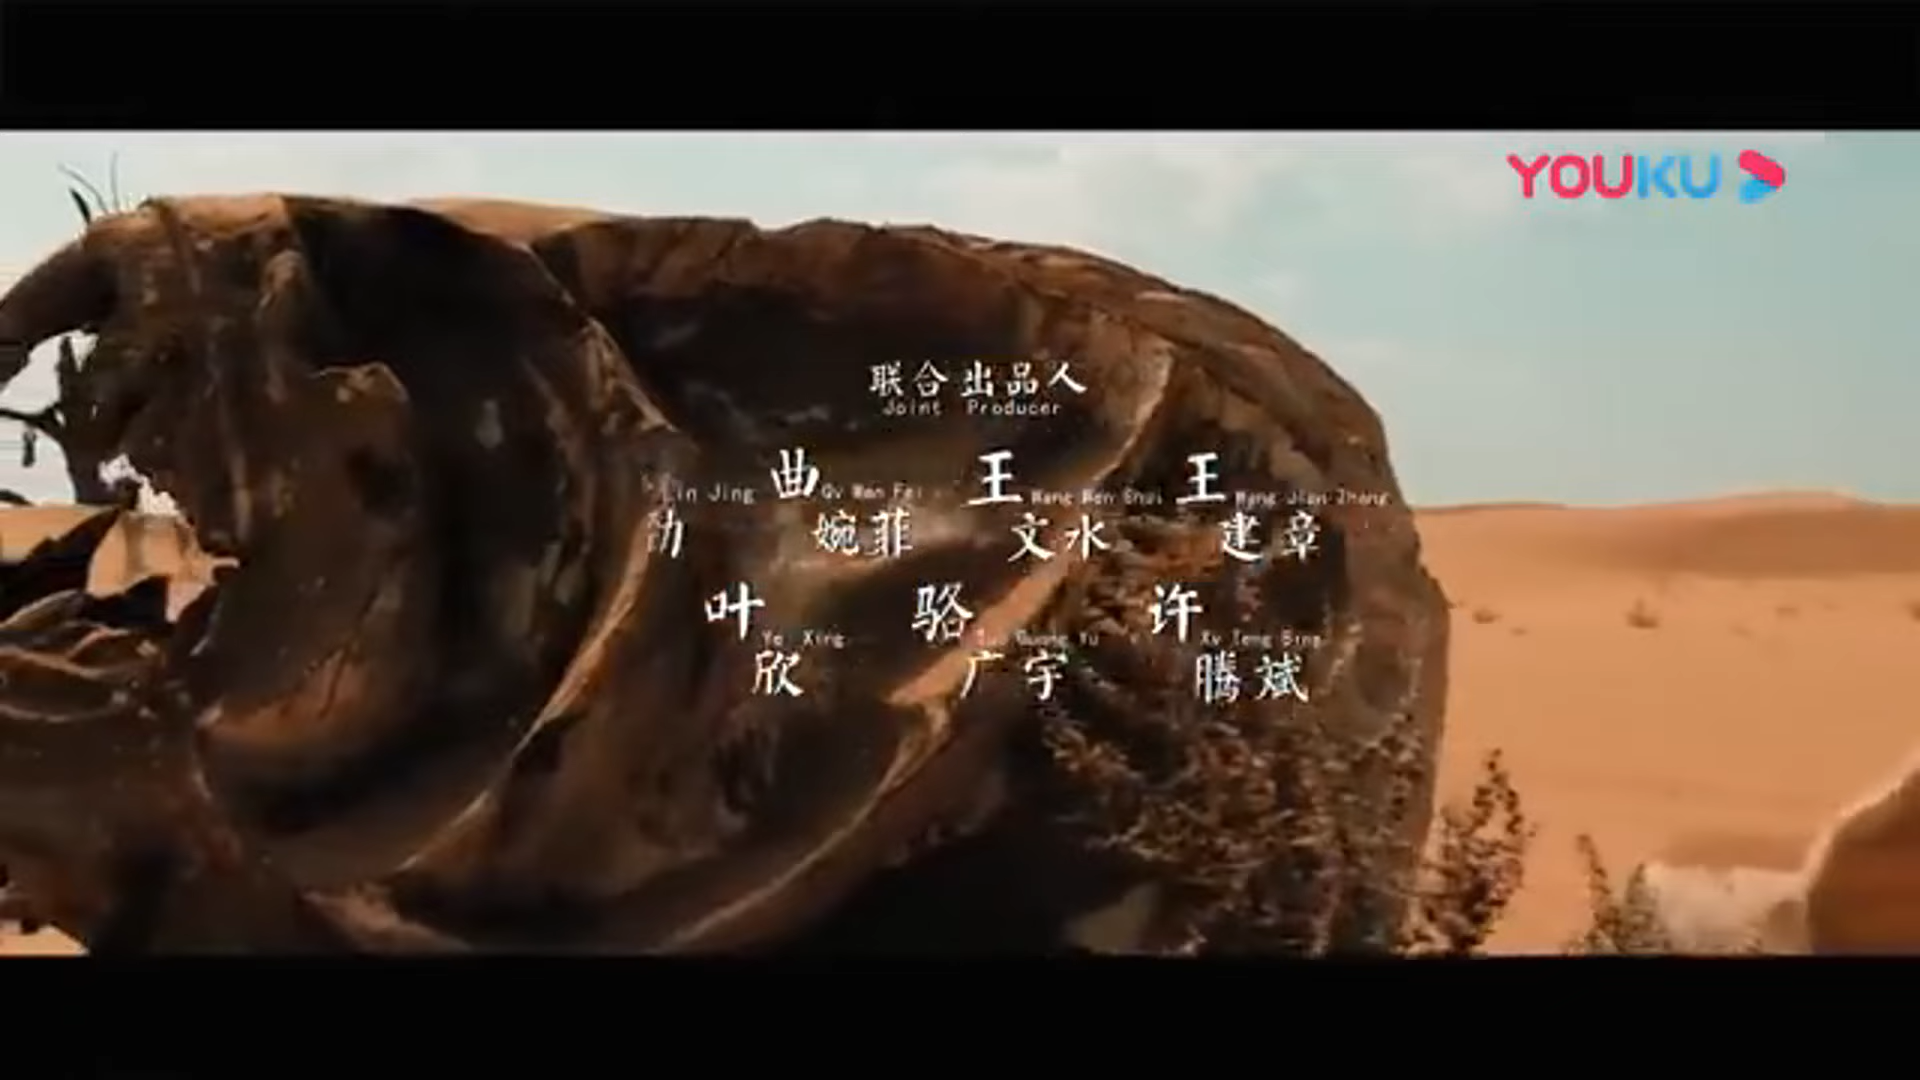 YOUKU
联合出品人
Joint Producer
Lin Jing 曲 Qv Wan Fei 王 Wang Wen Shui 王 Wang Jian Zhang
婉菲 文水 建章
叶 骆 许
Ye Xing Guang Yu Xv Teng Bing
欣 广宇 腾斌